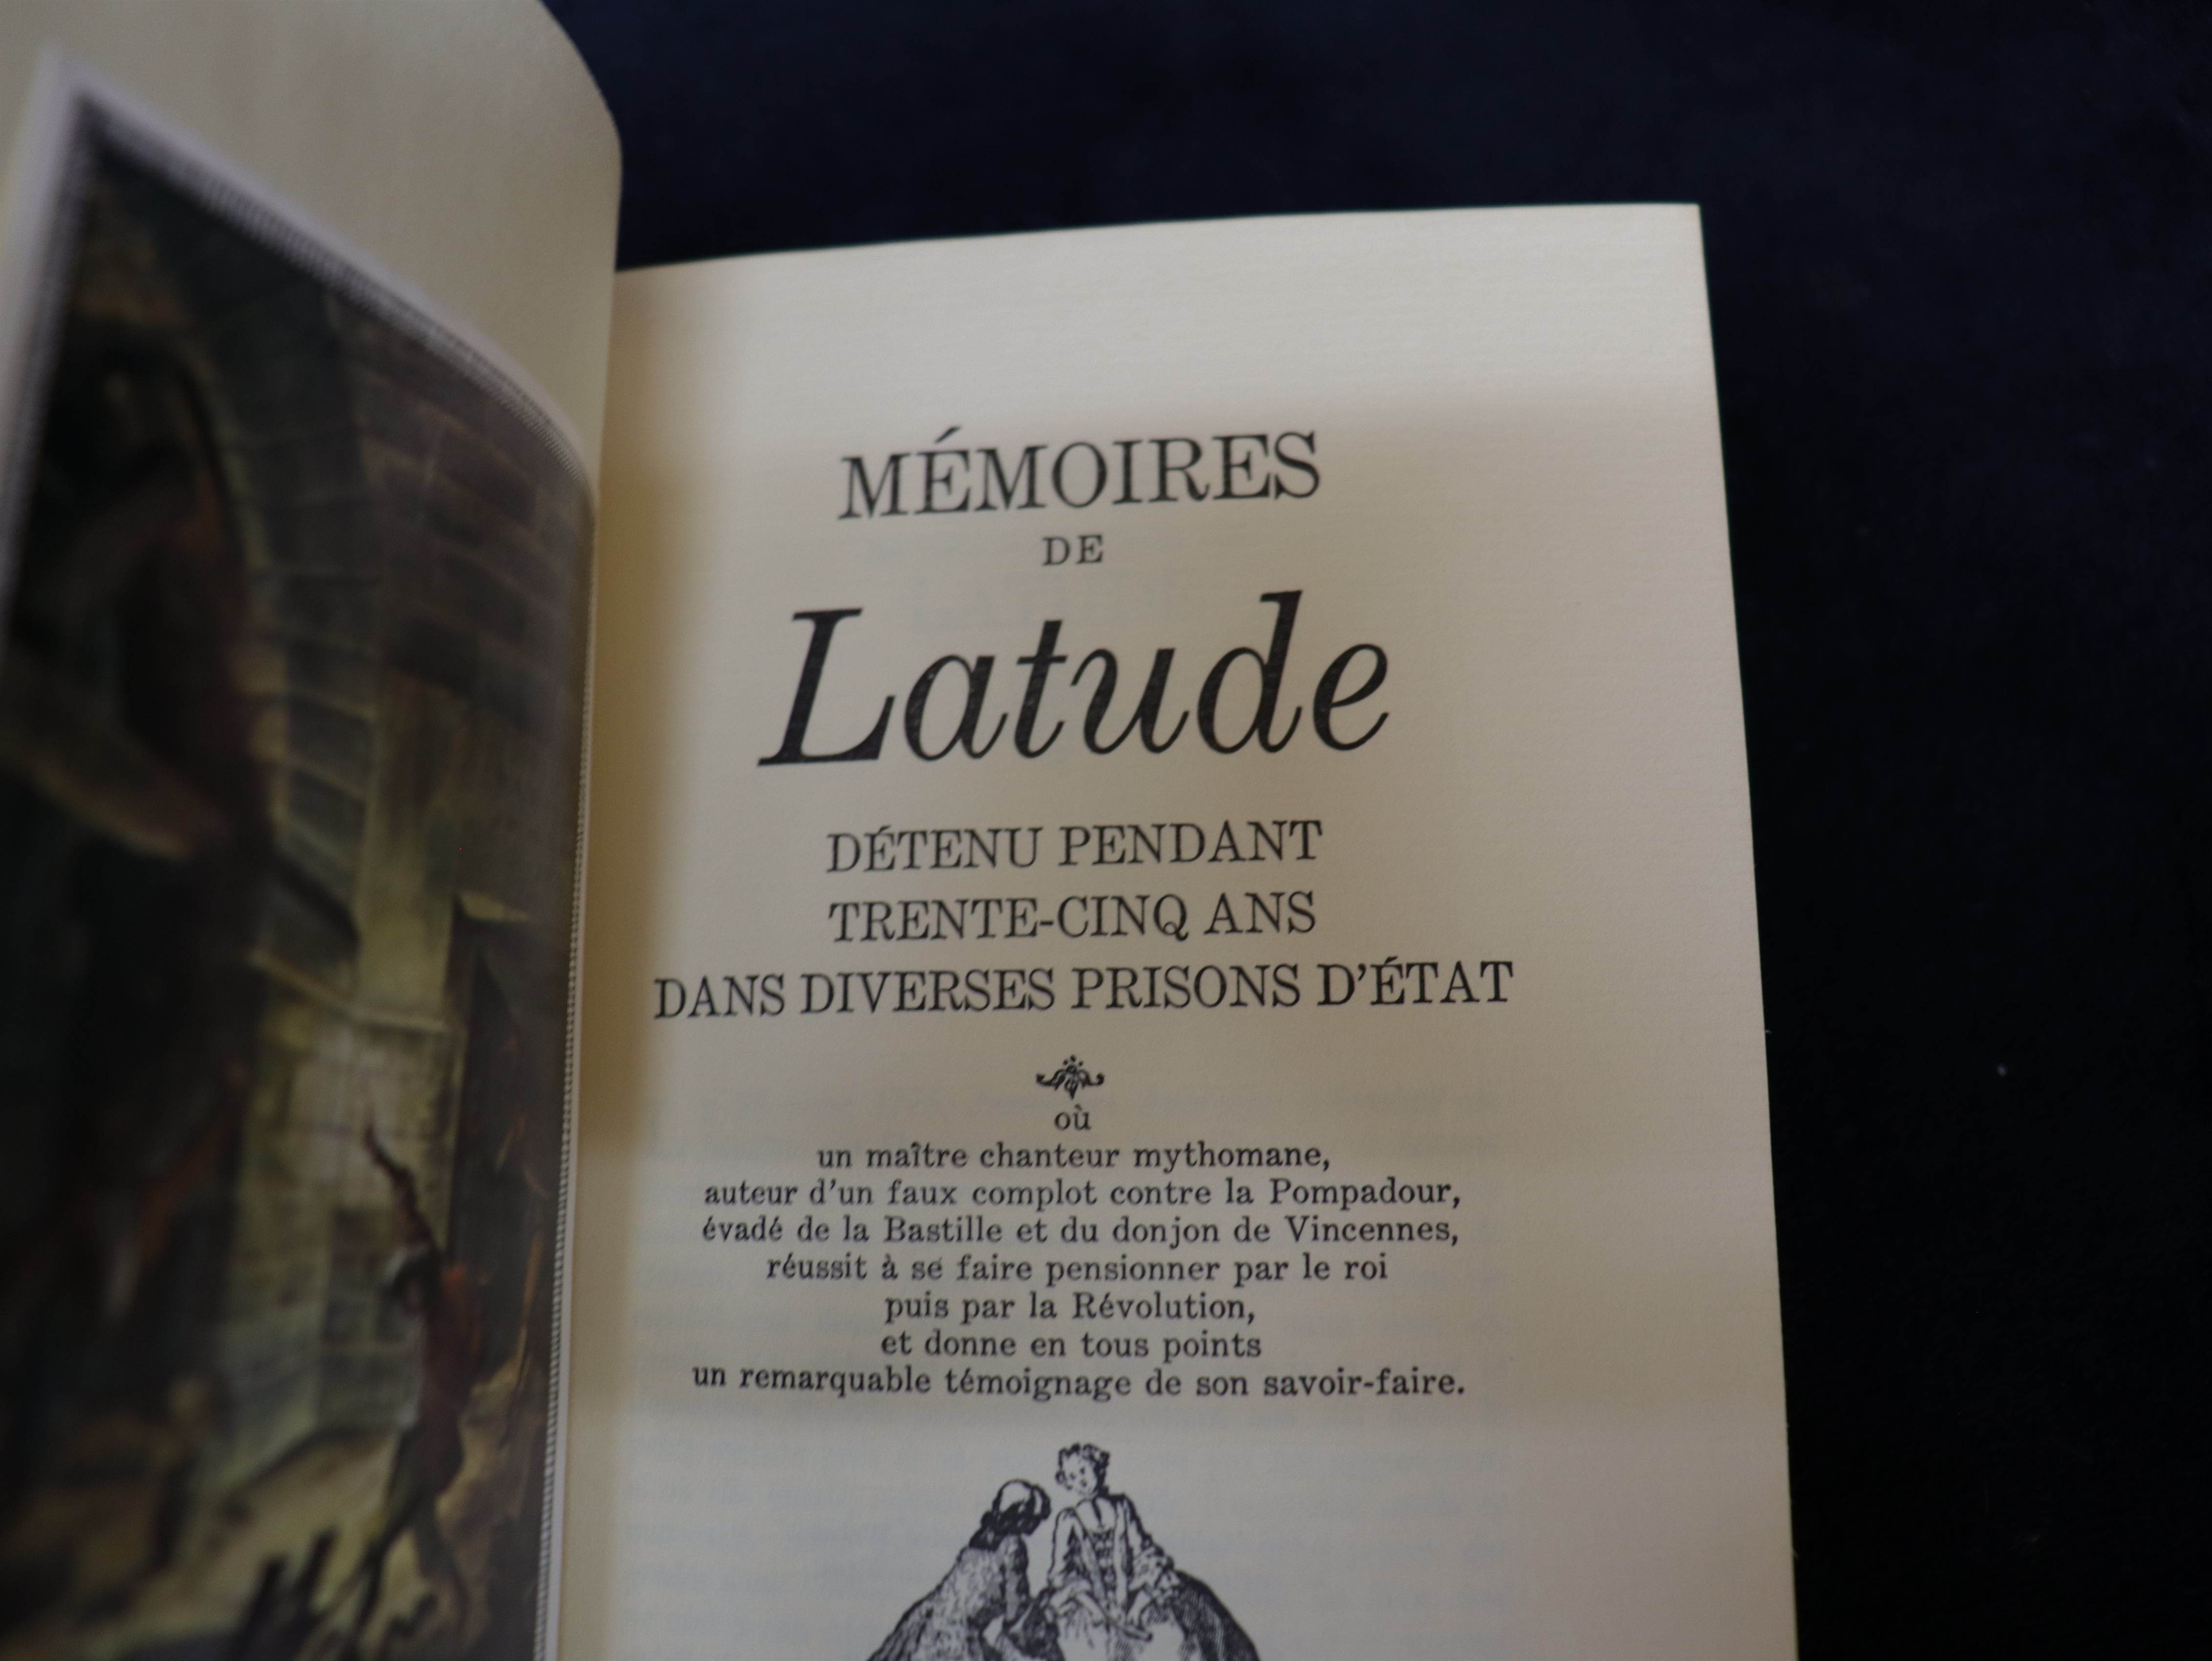 MÉMOIRES
DE
Latude
DÉTENU PENDANT
TRENTE-CINQ ANS
DANS DIVERSES PRISONS D'ÉTAT
où
un maître chanteur mythomane,
auteur d'un faux complot contre la Pompadour,
évadé de la Bastille et du donjon de Vincennes,
réussit à se faire pensionner par le roi
puis par la Révolution,
et donne en tous points
un remarquable témoignage de son savoir-faire.